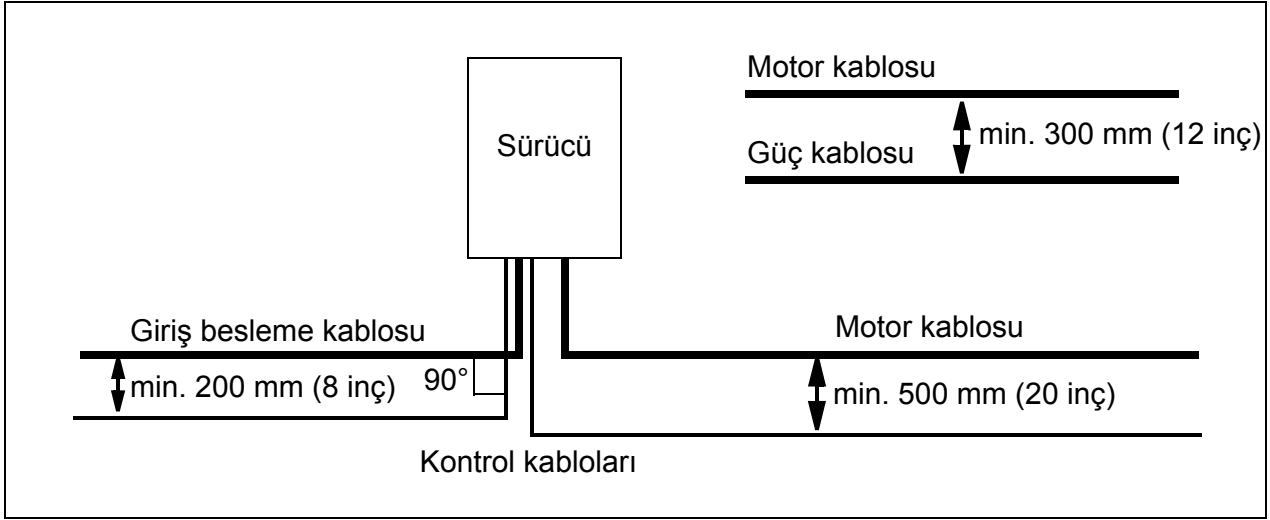 Motor kablosu
Sürücü
min. 300 mm (12 inç)
Güç kablosu
Giriş besleme kablosu
Motor kablosu
min. 200 mm (8 inç)
90°
min. 500 mm (20 inç)
Kontrol kabloları